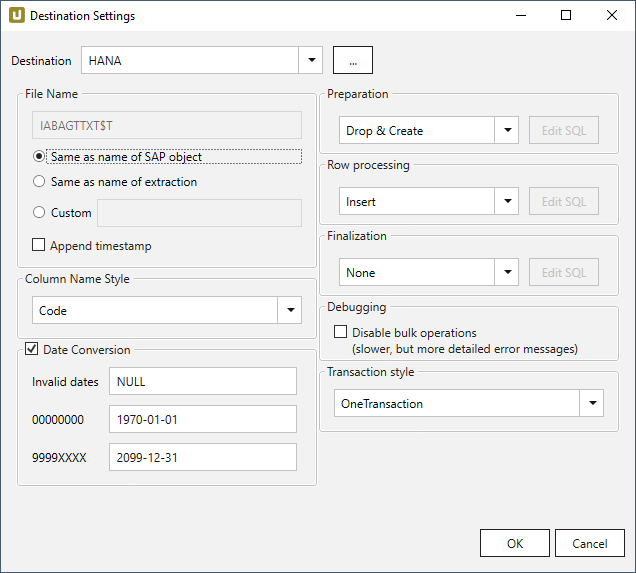 Destination Settings
Destination
HANA
...
File Name
IABAGTTXT$T
Same as name of SAP object
Same as name of extraction
Custom
Append timestamp
Column Name Style
Code
Date Conversion
Invalid dates
NULL
00000000
1970-01-01
9999XXXX
2099-12-31
Preparation
Drop & Create
Edit SQL
Row processing
Insert
Edit SQL
Finalization
None
Edit SQL
Debugging
Disable bulk operations
(slower, but more detailed error messages)
Transaction style
OneTransaction
OK
Cancel